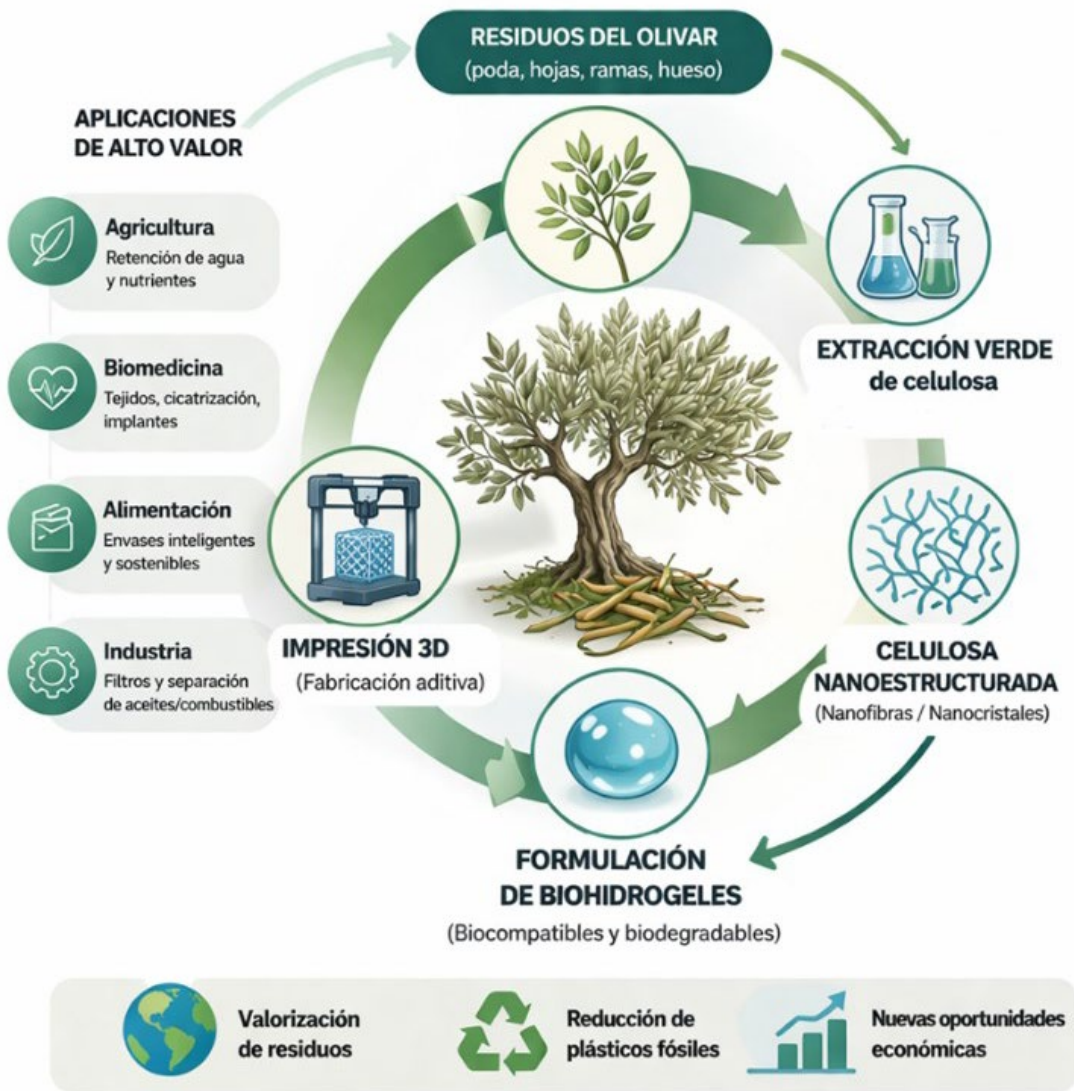 RESIDUOS DEL OLIVAR
(poda, hojas, ramas, hueso)
APLICACIONES
DE ALTO VALOR
Agricultura
Retención de agua
y nutrientes
Biomedicina
Tejidos, cicatrización,
implantes
Alimentación
Envases inteligentes
y sostenibles
Industria
Filtros y separación
de aceites/combustibles
EXTRACCIÓN VERDE
de celulosa
CELULOSA
NANOESTRUCTURADA
(Nanofibras / Nanocristales)
IMPRESIÓN 3D
(Fabricación aditiva)
FORMULACIÓN
DE BIOHIDROGELES
(Biocompatibles y biodegradables)
Valorización
de residuos
Reducción de
plásticos fósiles
Nuevas oportunidades
económicas